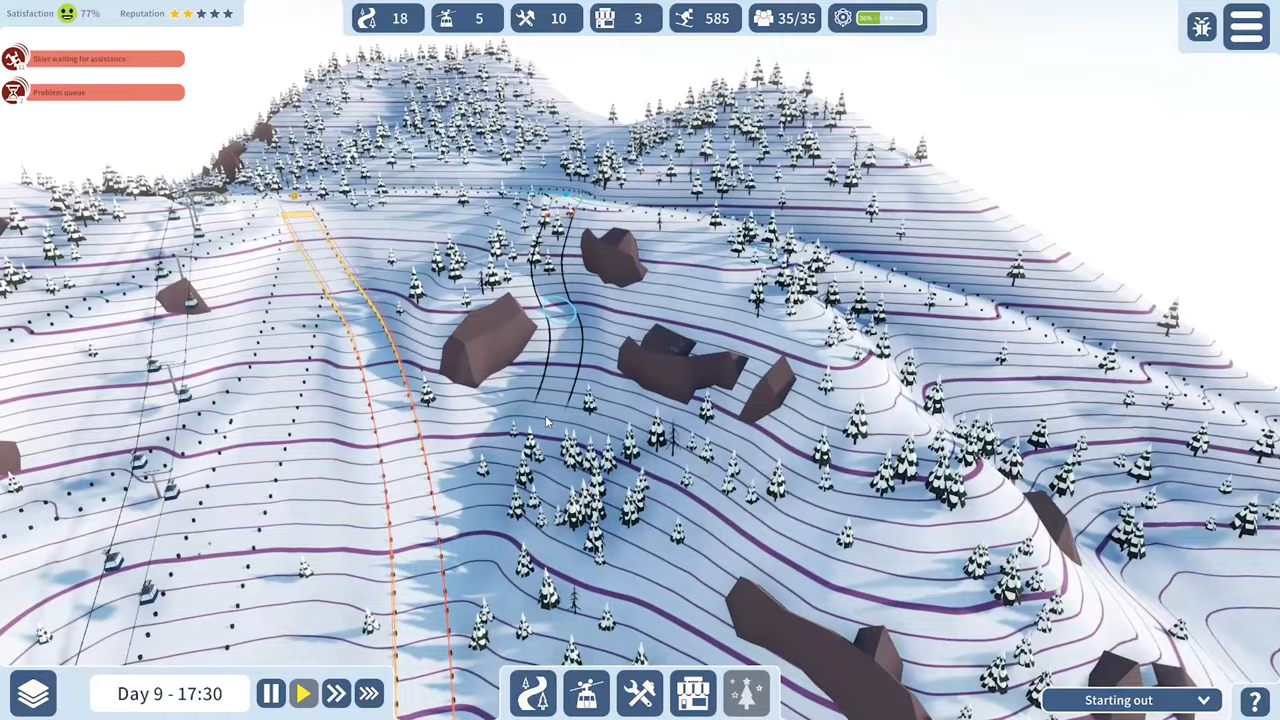 Satisfaction 77% Reputation
18 5 10 3 585 35/35 36%
Skier waiting for assistance
Problem queue
Day 9 - 17:30
Starting out
?